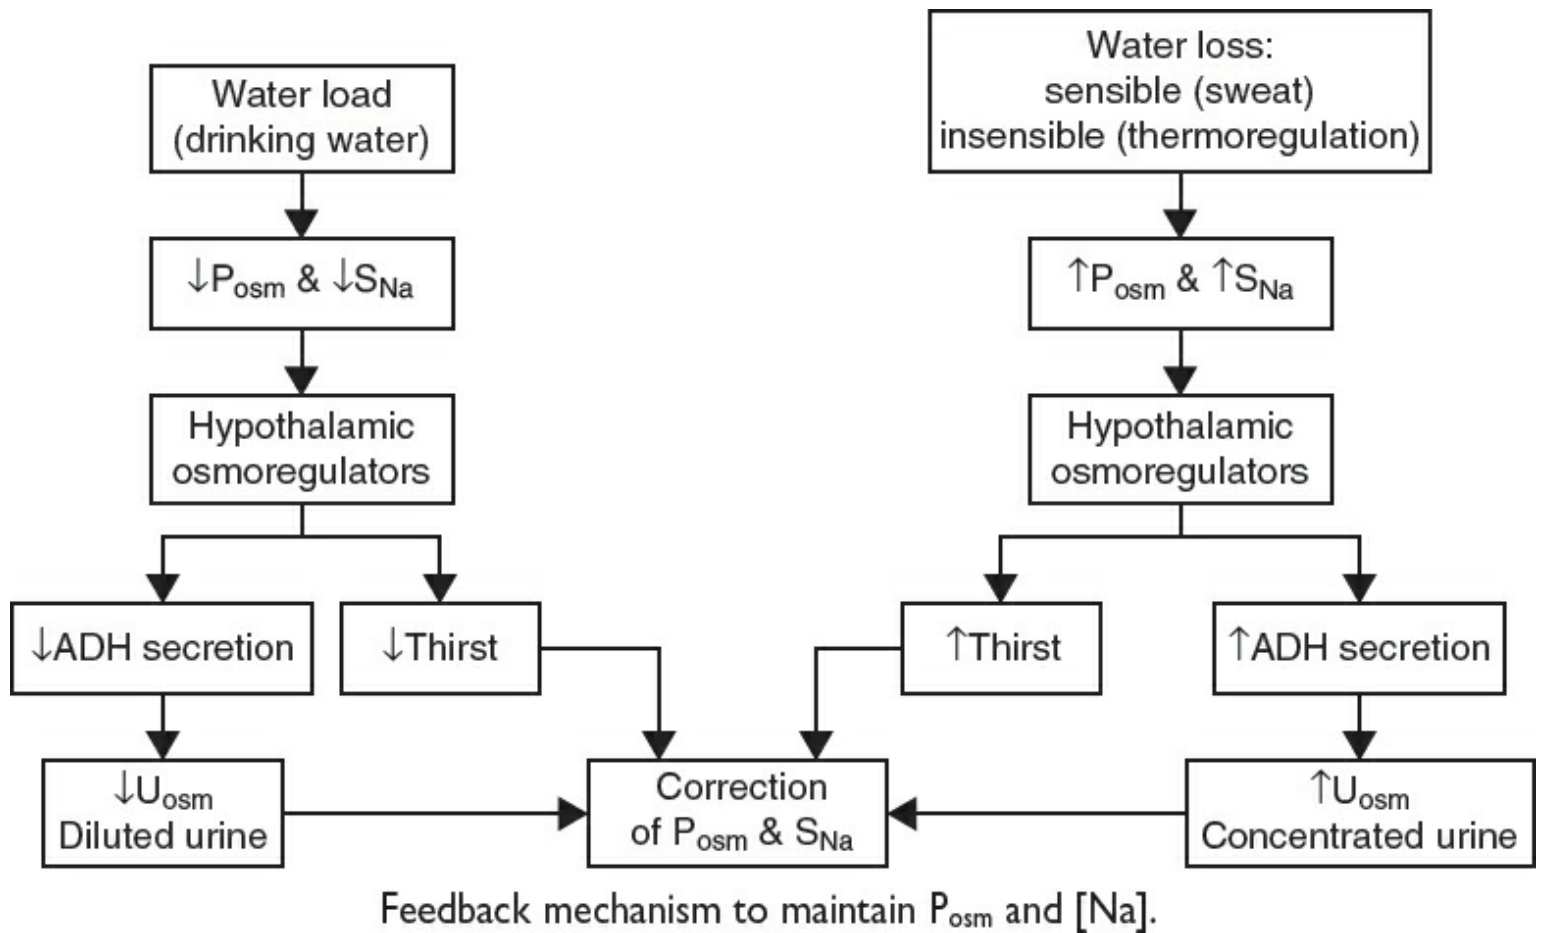 Water load
(drinking water)
↓Posm & ↓SNa
Hypothalamic
osmoregulators
↓ADH secretion
↓Thirst
↓Uosm
Diluted urine
Water loss:
sensible (sweat)
insensible (thermoregulation)
↑Posm & ↑SNa
Hypothalamic
osmoregulators
↑Thirst
↑ADH secretion
↑Uosm
Concentrated urine
Correction
of Posm & SNa
Feedback mechanism to maintain Posm and [Na].